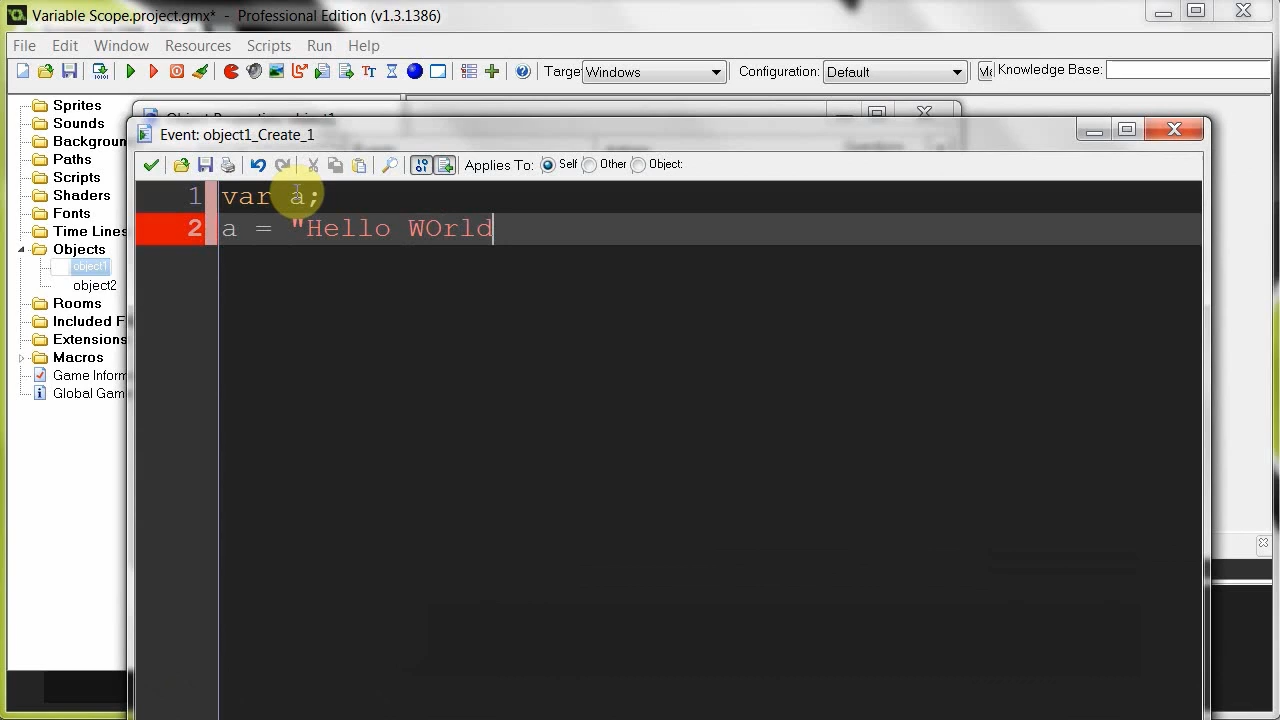 Variable Scope.project.gmx* - Professional Edition (v1.3.1386)
File Edit Window Resources Scripts Run Help
Target Windows Configuration: Default Knowledge Base:
Sprites
Sounds
Backgroun
Paths
Scripts
Shaders
Fonts
Time Lines
Objects
object1
object2
Rooms
Included F
Extensions
Macros
Game Inform
Global Gam
Event: object1_Create_1
Applies To: Self Other Object:
1 var a;
2 a = "Hello WOrld